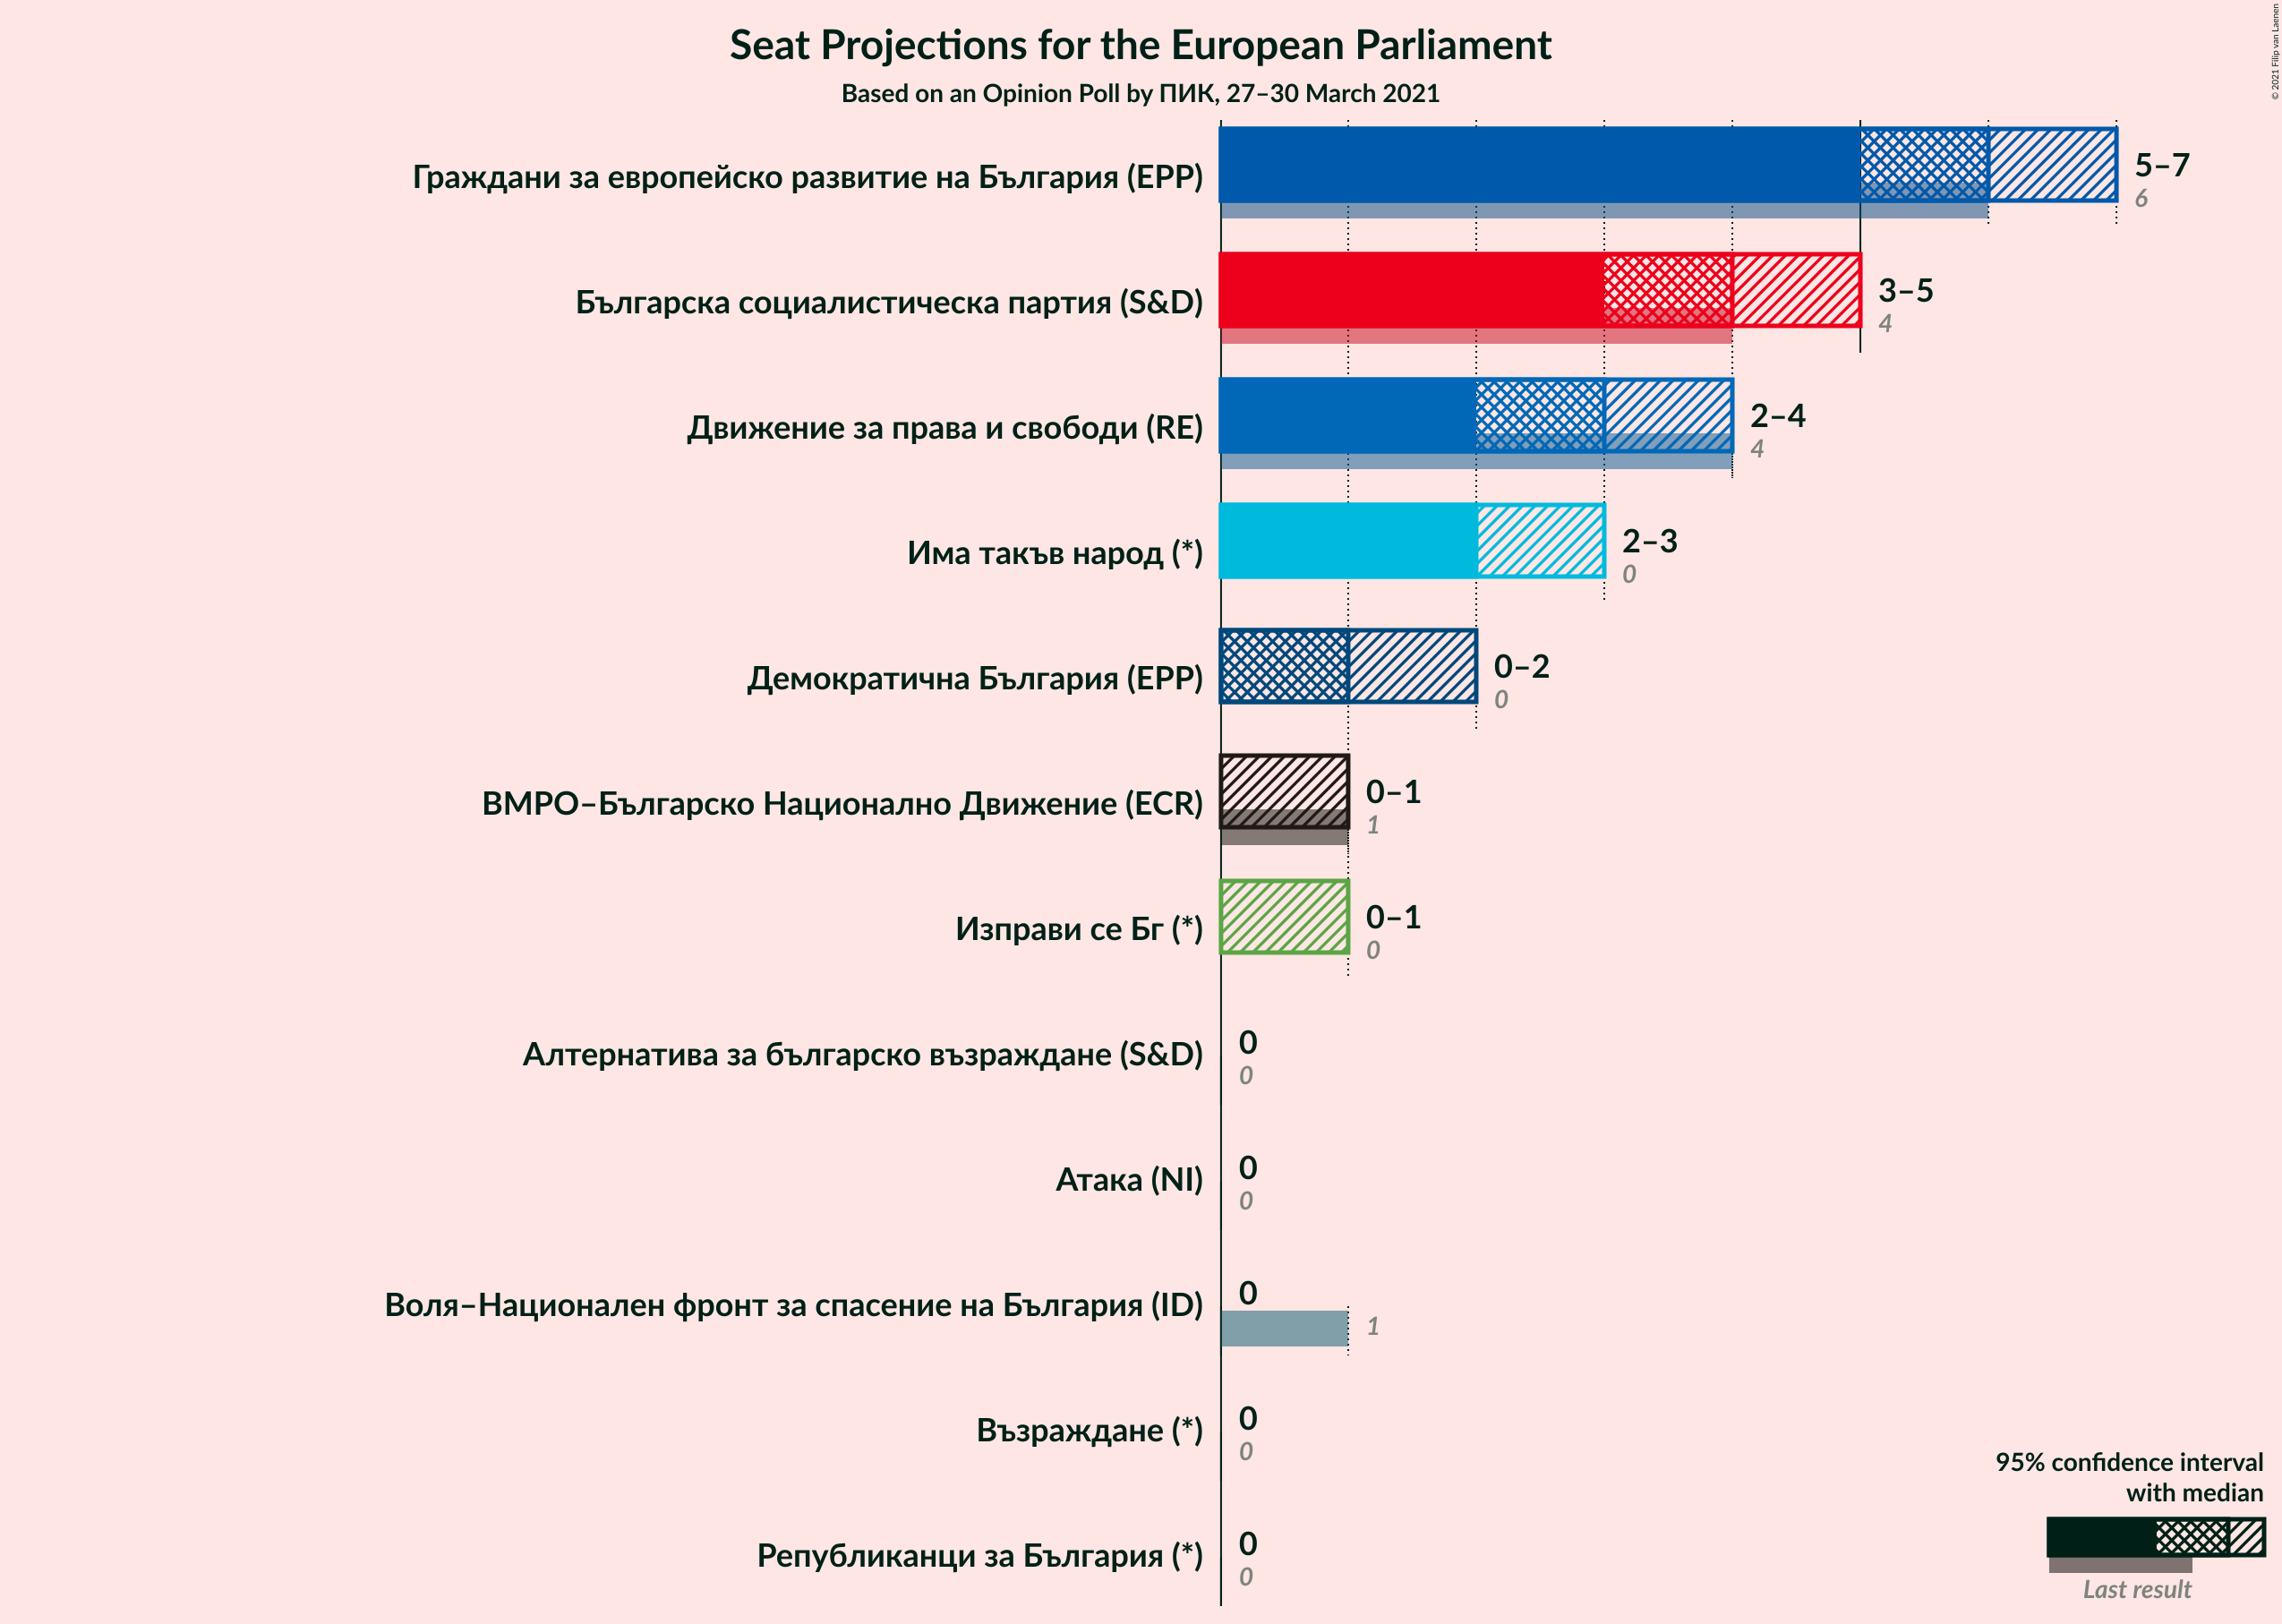 Seat Projections for the European Parliament
Based on an Opinion Poll by ПИК, 27–30 March 2021
© 2021 Filip van Laenen
Граждани за европейско развитие на България (EPP)
5–7
6
Българска социалистическа партия (S&D)
3–5
4
Движение за права и свободи (RE)
2–4
4
Има такъв народ (*)
2–3
0
Демократична България (EPP)
0–2
0
ВМРО–Българско Национално Движение (ECR)
0–1
1
Изправи се Бг (*)
0–1
0
Алтернатива за българско възраждане (S&D)
0
0
Атака (NI)
0
0
Воля–Национален фронт за спасение на България (ID)
0
1
Възраждане (*)
0
0
Републиканци за България (*)
0
0
95% confidence interval
with median
Last result